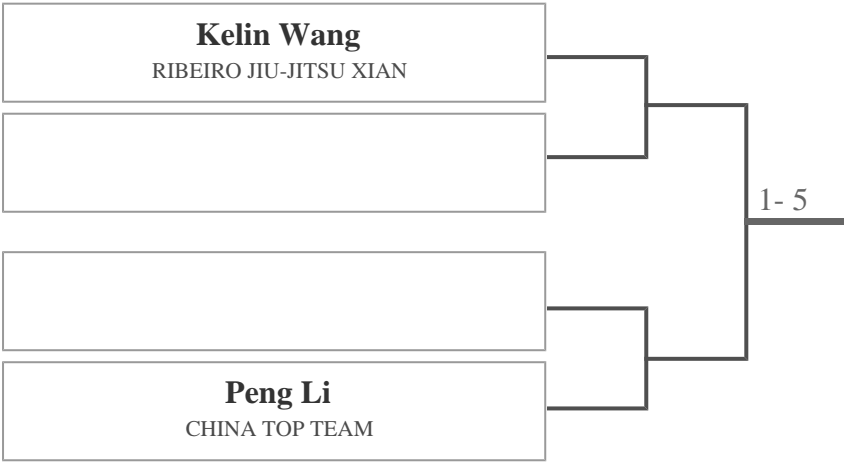 Kelin Wang
RIBEIRO JIU-JITSU XIAN
1- 5
Peng Li
CHINA TOP TEAM